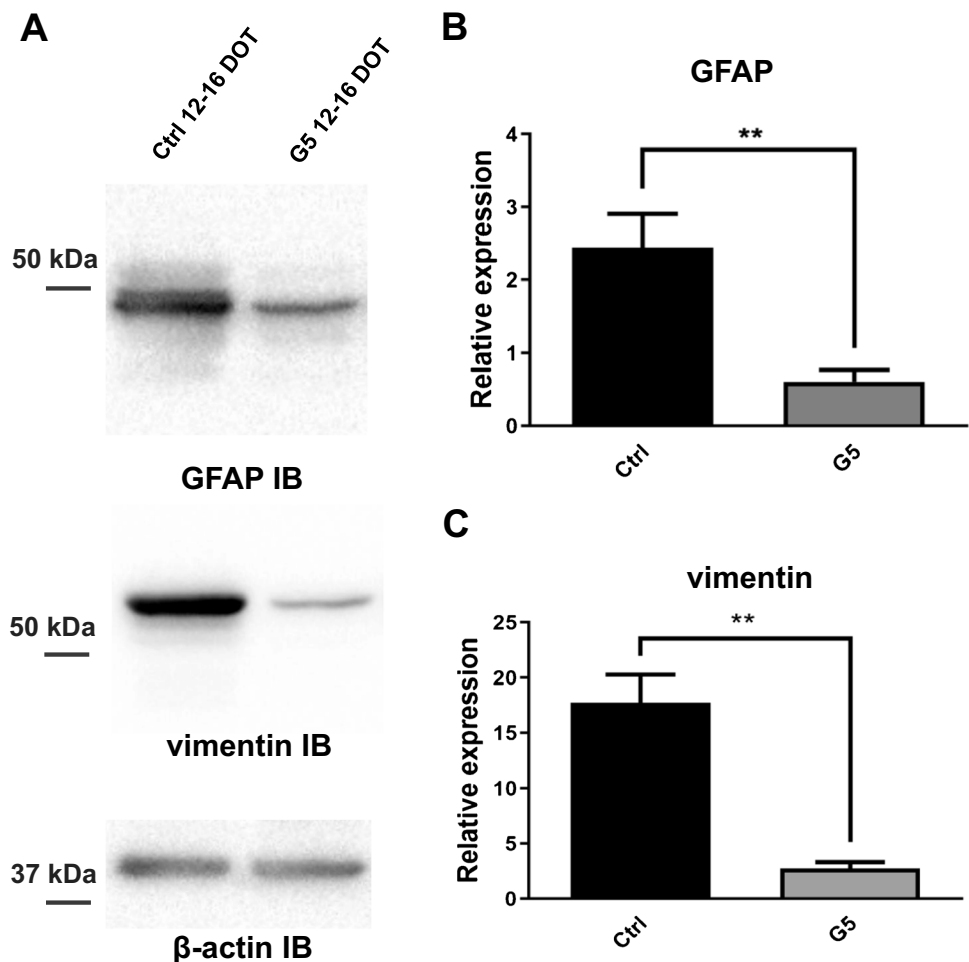 A
Ctrl 12-16 DOT
G5 12-16 DOT
50 kDa
GFAP IB
50 kDa
vimentin IB
37 kDa
β-actin IB
B
GFAP
**
Relative expression
4
3
2
1
0
Ctrl
G5
C
vimentin
**
Relative expression
25
20
15
10
5
0
Ctrl
G5